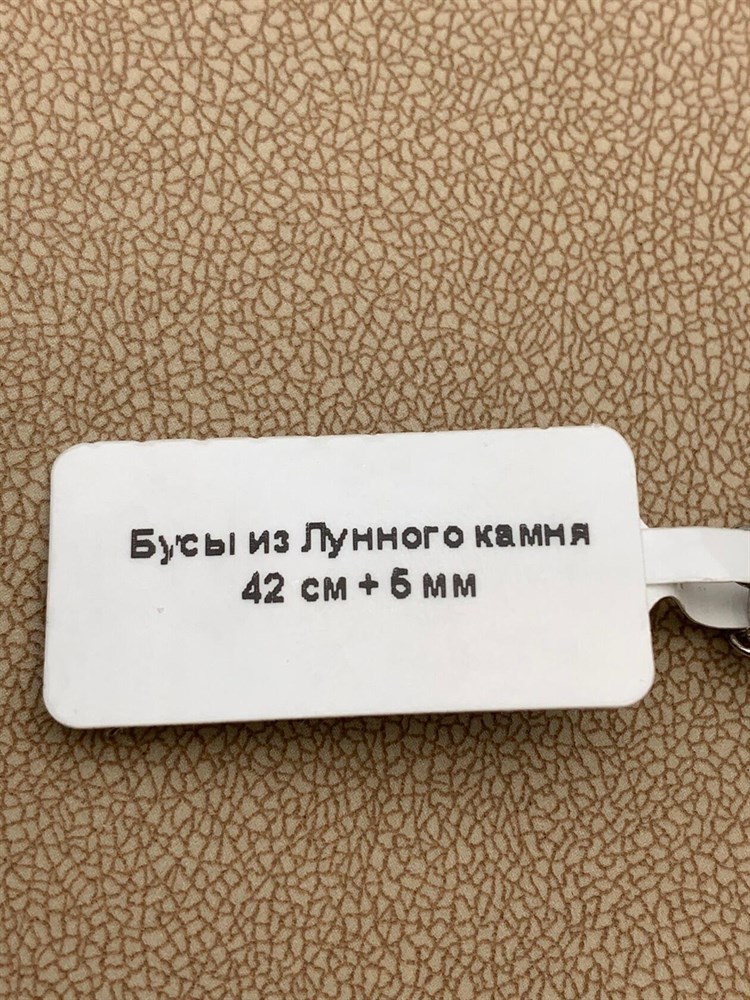 Бусы из Лунного камня
42 см + 6 мм